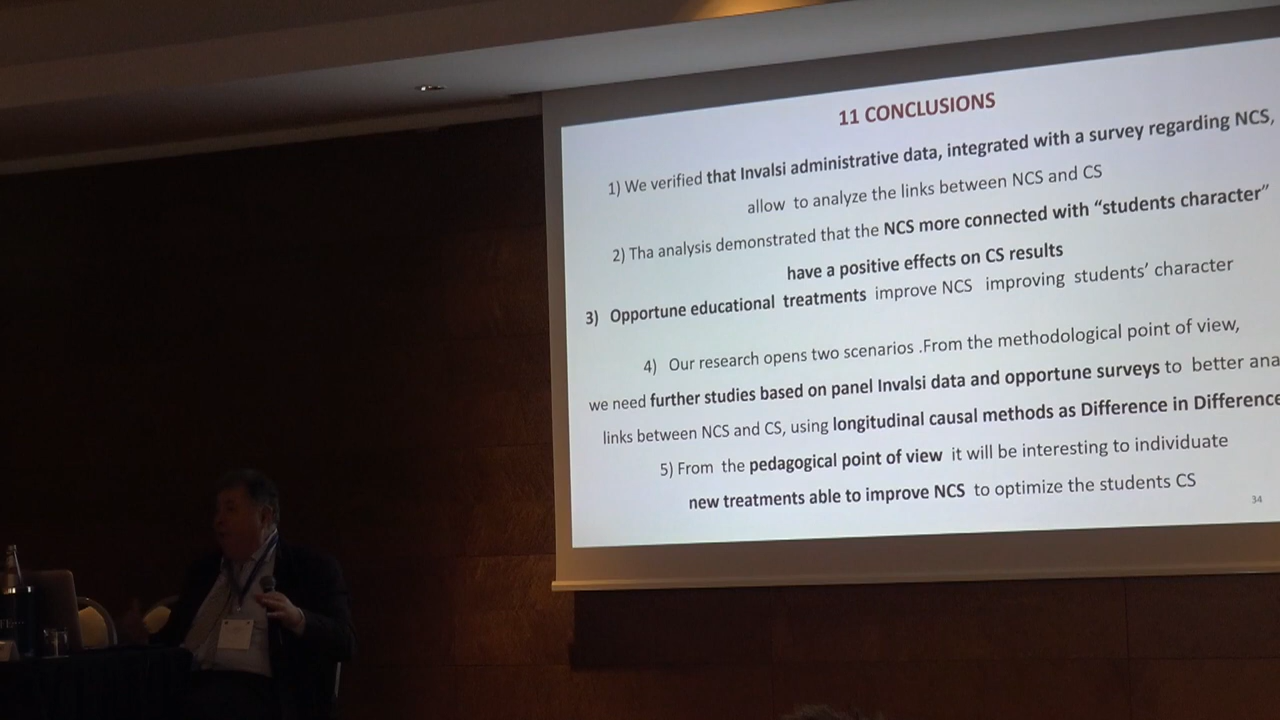 11 CONCLUSIONS
1) We verified that Invalsi administrative data, integrated with a survey regarding NCS,
allow to analyze the links between NCS and CS
2) Tha analysis demonstrated that the NCS more connected with “students character”
have a positive effects on CS results
3) Opportune educational treatments improve NCS improving students’ character
4) Our research opens two scenarios .From the methodological point of view,
we need further studies based on panel Invalsi data and opportune surveys to better ana
links between NCS and CS, using longitudinal causal methods as Difference in Difference
5) From the pedagogical point of view it will be interesting to individuate
new treatments able to improve NCS to optimize the students CS
34